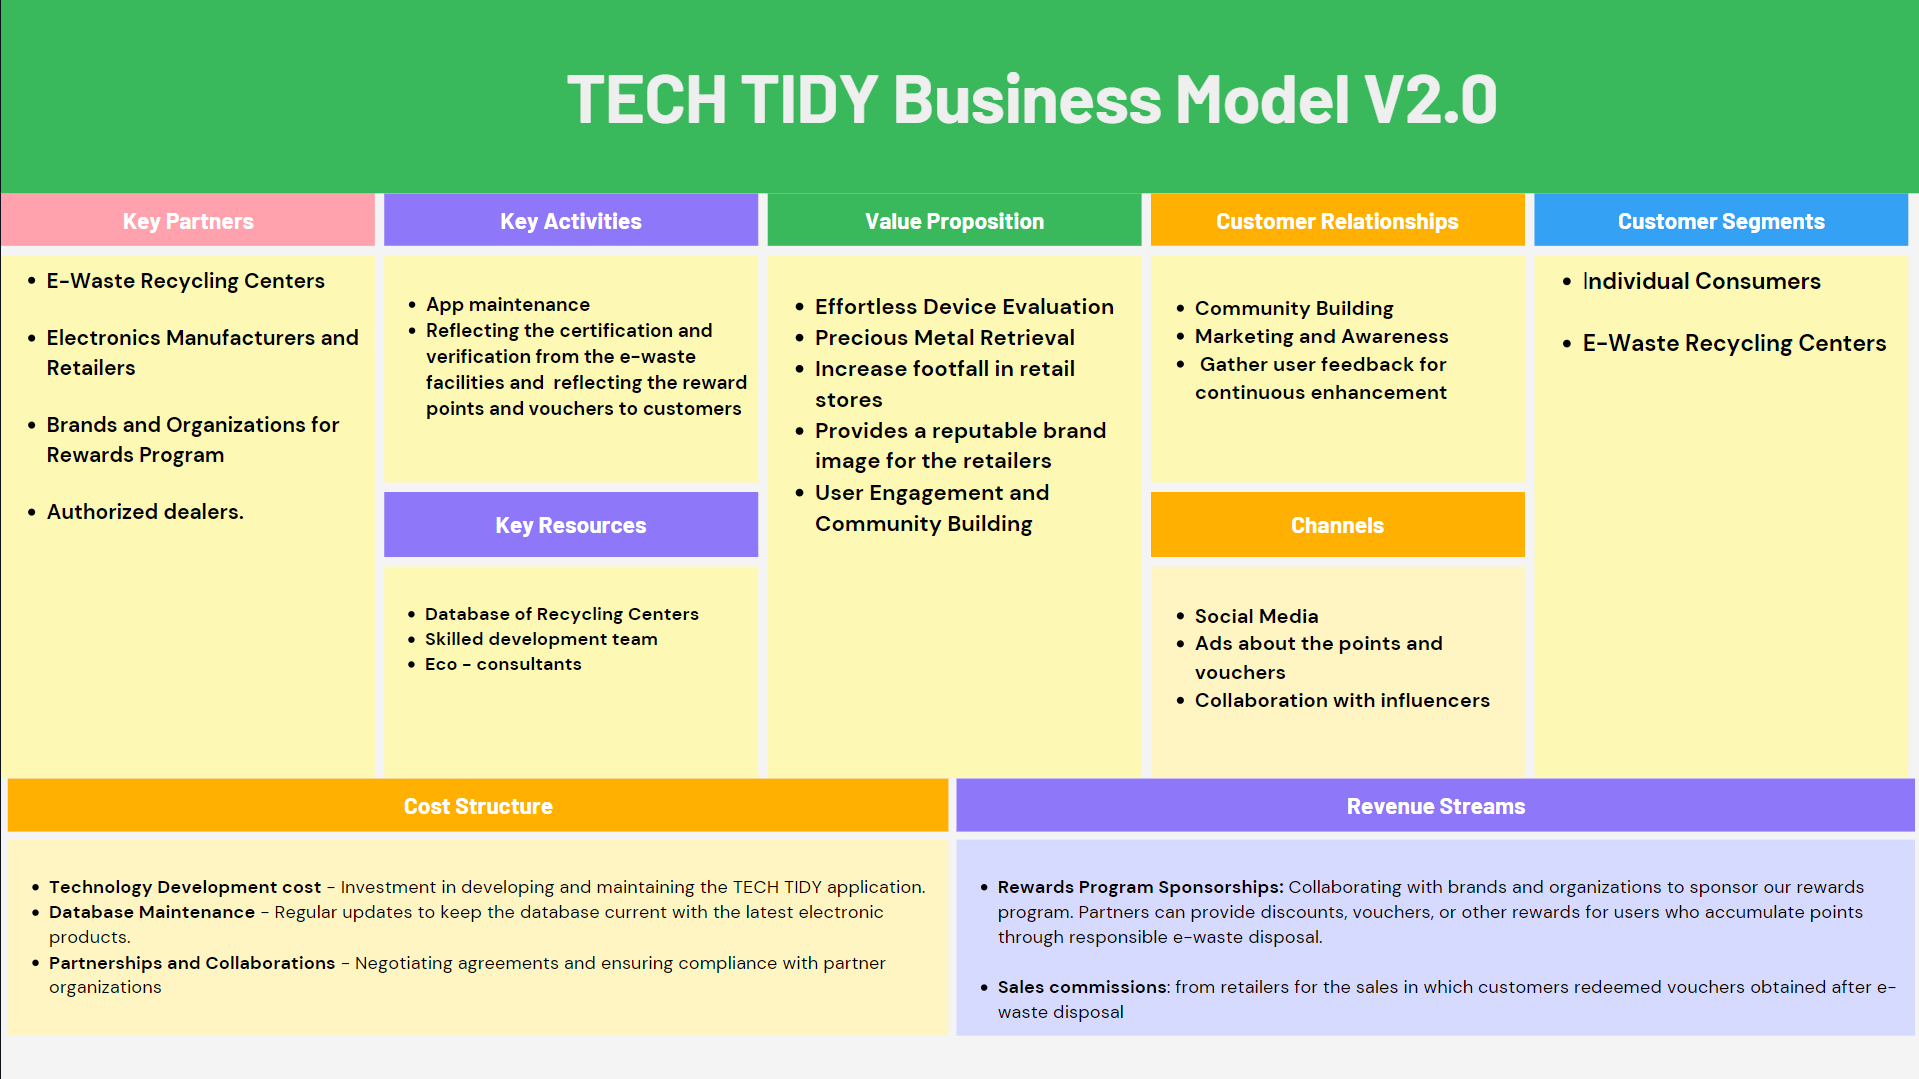 TECH TIDY Business Model V2.0
Key Partners
• E-Waste Recycling Centers
• Electronics Manufacturers and
Retailers
• Brands and Organizations for
Rewards Program
• Authorized dealers.
Key Activities
• App maintenance
• Reflecting the certification and
verification from the e-waste
facilities and  reflecting the reward
points and vouchers to customers
Key Resources
• Database of Recycling Centers
• Skilled development team
• Eco - consultants
Value Proposition
• Effortless Device Evaluation
• Precious Metal Retrieval
• Increase footfall in retail
stores
• Provides a reputable brand
image for the retailers
• User Engagement and
Community Building
Customer Relationships
• Community Building
• Marketing and Awareness
•  Gather user feedback for
continuous enhancement
Channels
• Social Media
• Ads about the points and
vouchers
• Collaboration with influencers
Customer Segments
• Individual Consumers
• E-Waste Recycling Centers
Cost Structure
• Technology Development cost - Investment in developing and maintaining the TECH TIDY application.
• Database Maintenance - Regular updates to keep the database current with the latest electronic
products.
• Partnerships and Collaborations - Negotiating agreements and ensuring compliance with partner
organizations
Revenue Streams
• Rewards Program Sponsorships: Collaborating with brands and organizations to sponsor our rewards
program. Partners can provide discounts, vouchers, or other rewards for users who accumulate points
through responsible e-waste disposal.
• Sales commissions: from retailers for the sales in which customers redeemed vouchers obtained after e-
waste disposal